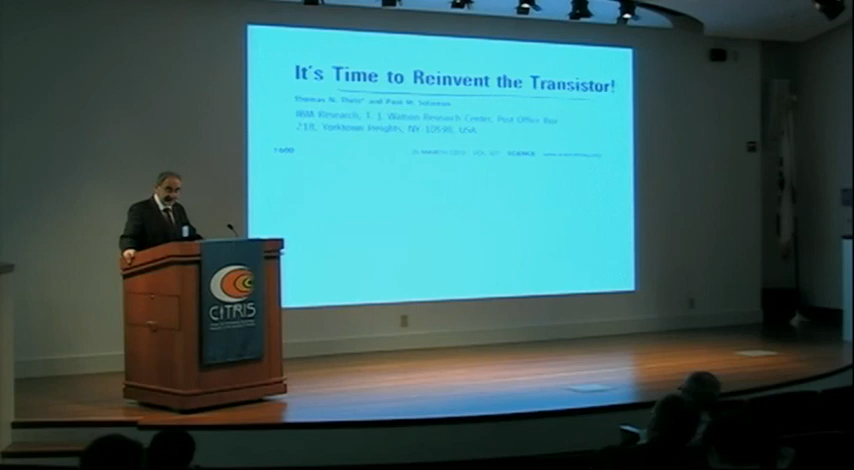 It's Time to Reinvent the Transistor!
Thomas N. Theis* and Paul M. Solomon
IBM Research, T. J. Watson Research Center, Post Office Box
218, Yorktown Heights, NY 10598, USA.
SCIENCE
CITRIS